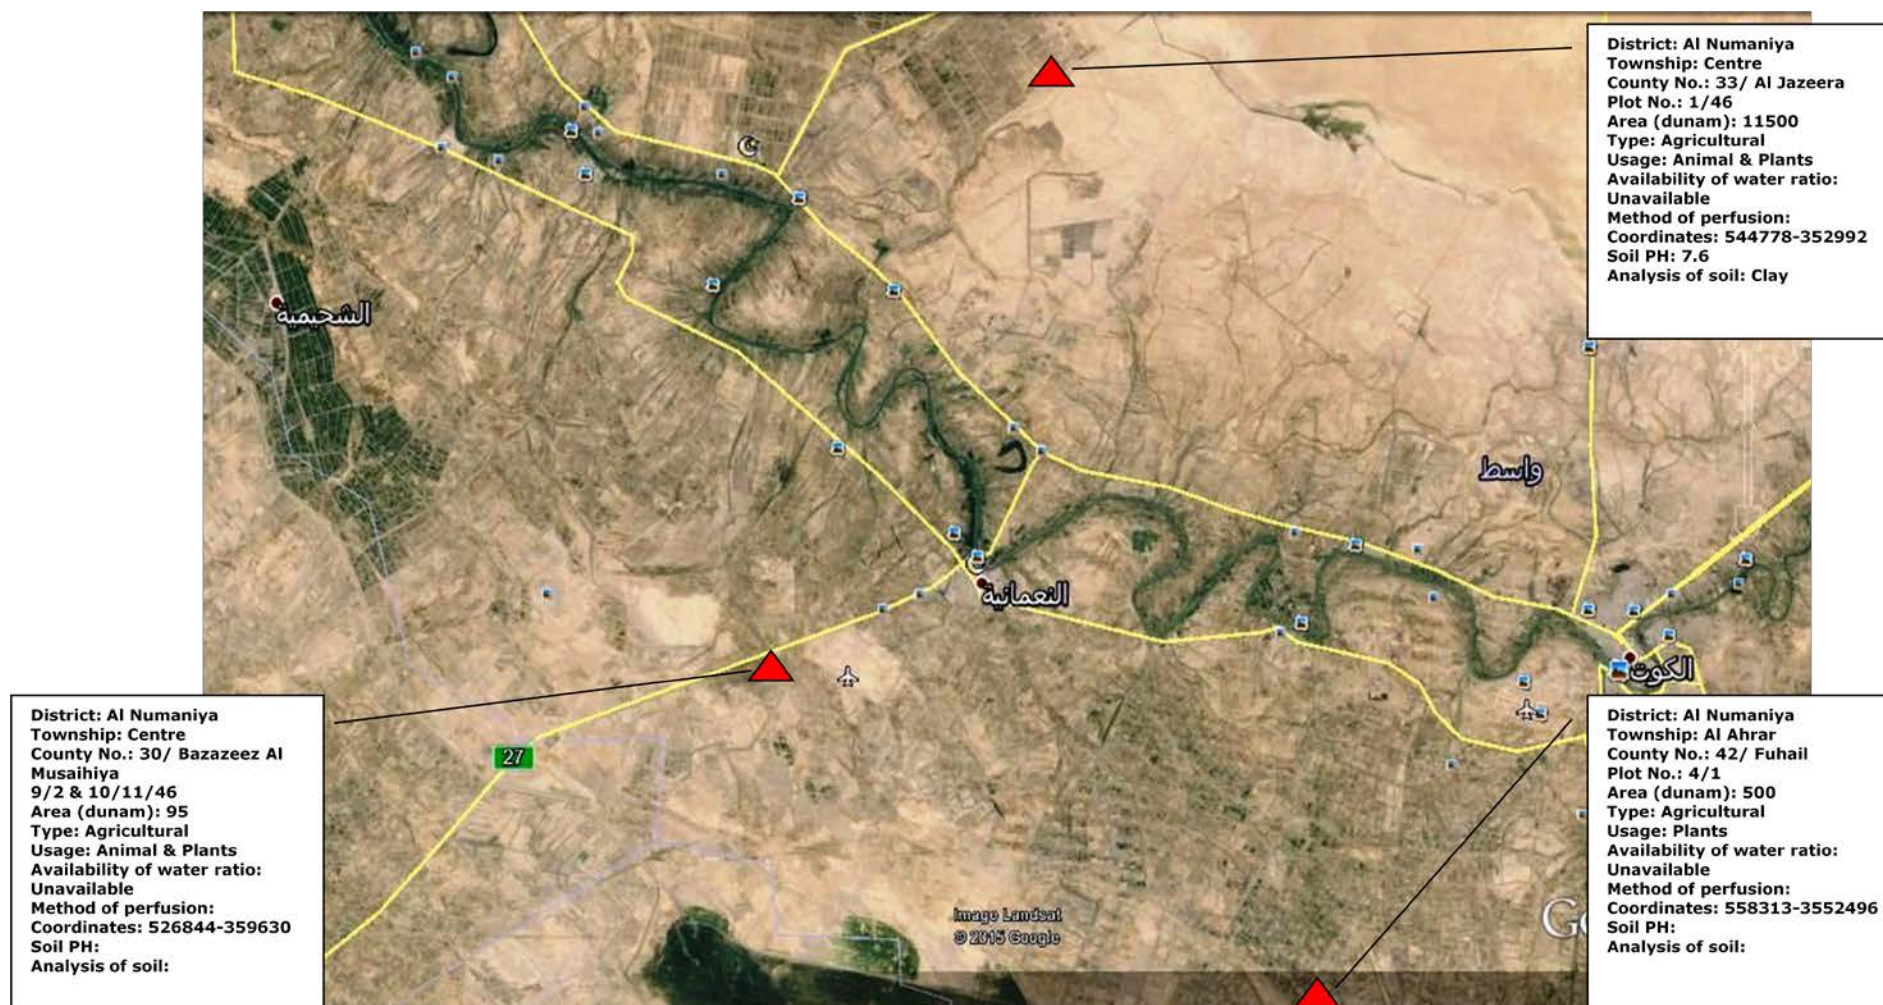 District: Al Numaniya
Township: Centre
County No.: 33/ Al Jazeera
Plot No.: 1/46
Area (dunam): 11500
Type: Agricultural
Usage: Animal & Plants
Availability of water ratio:
Unavailable
Method of perfusion:
Coordinates: 544778-352992
Soil PH: 7.6
Analysis of soil: Clay
الشحيمية
واسط
النعمانية
الكوت
27
District: Al Numaniya
Township: Centre
County No.: 30/ Bazazeez Al
Musaihiya
9/2 & 10/11/46
Area (dunam): 95
Type: Agricultural
Usage: Animal & Plants
Availability of water ratio:
Unavailable
Method of perfusion:
Coordinates: 526844-359630
Soil PH:
Analysis of soil:
District: Al Numaniya
Township: Al Ahrar
County No.: 42/ Fuhail
Plot No.: 4/1
Area (dunam): 500
Type: Agricultural
Usage: Plants
Availability of water ratio:
Unavailable
Method of perfusion:
Coordinates: 558313-3552496
Soil PH:
Analysis of soil:
Image Landsat
© 2015 Google